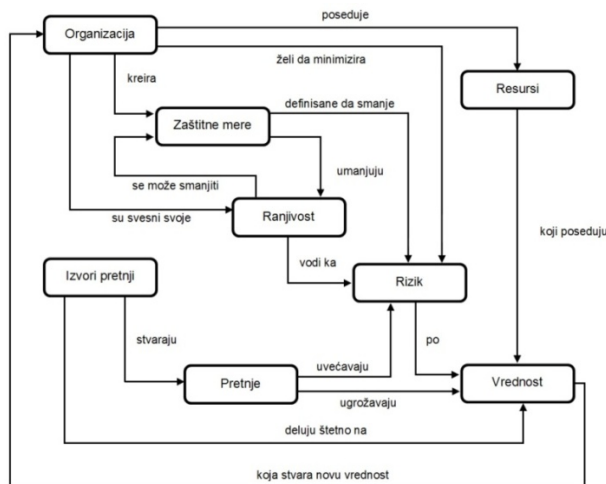 poseduje
Organizacija
želi da minimizira
kreira
Resursi
definisane da smanje
Zaštitne mere
umanjuju
se može smanjiti
su svesni svoje
Ranjivost
koji poseduju
vodi ka
Izvori pretnji
Rizik
stvaraju
po
uvećavaju
Pretnje
Vrednost
ugrožavaju
deluju štetno na
koja stvara novu vrednost